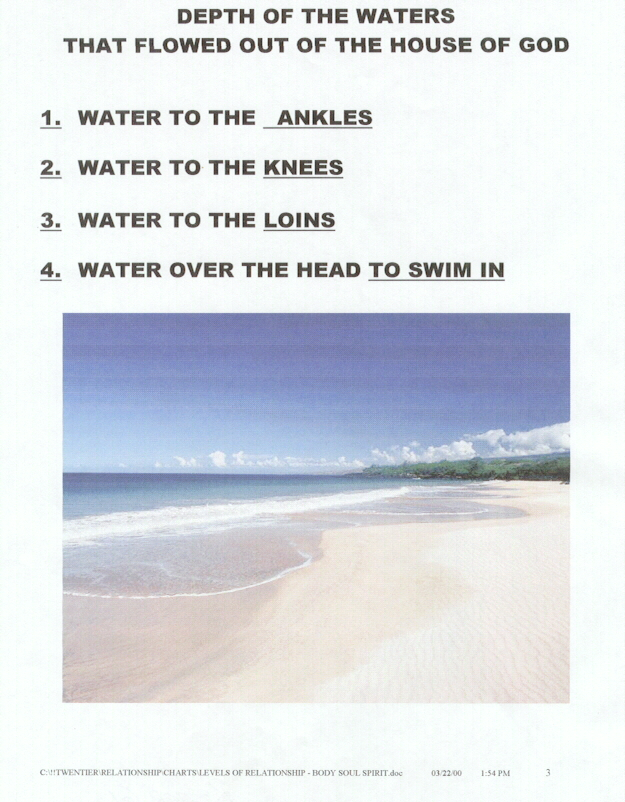 DEPTH OF THE WATERS
THAT FLOWED OUT OF THE HOUSE OF GOD
1. WATER TO THE ANKLES
2. WATER TO THE KNEES
3. WATER TO THE LOINS
4. WATER OVER THE HEAD TO SWIM IN
C:\!!TWENTIER\RELATIONSHIP\CHARTS\LEVELS OF RELATIONSHIP - BODY SOUL SPIRIT.doc 03/22/00 1:54 PM 3